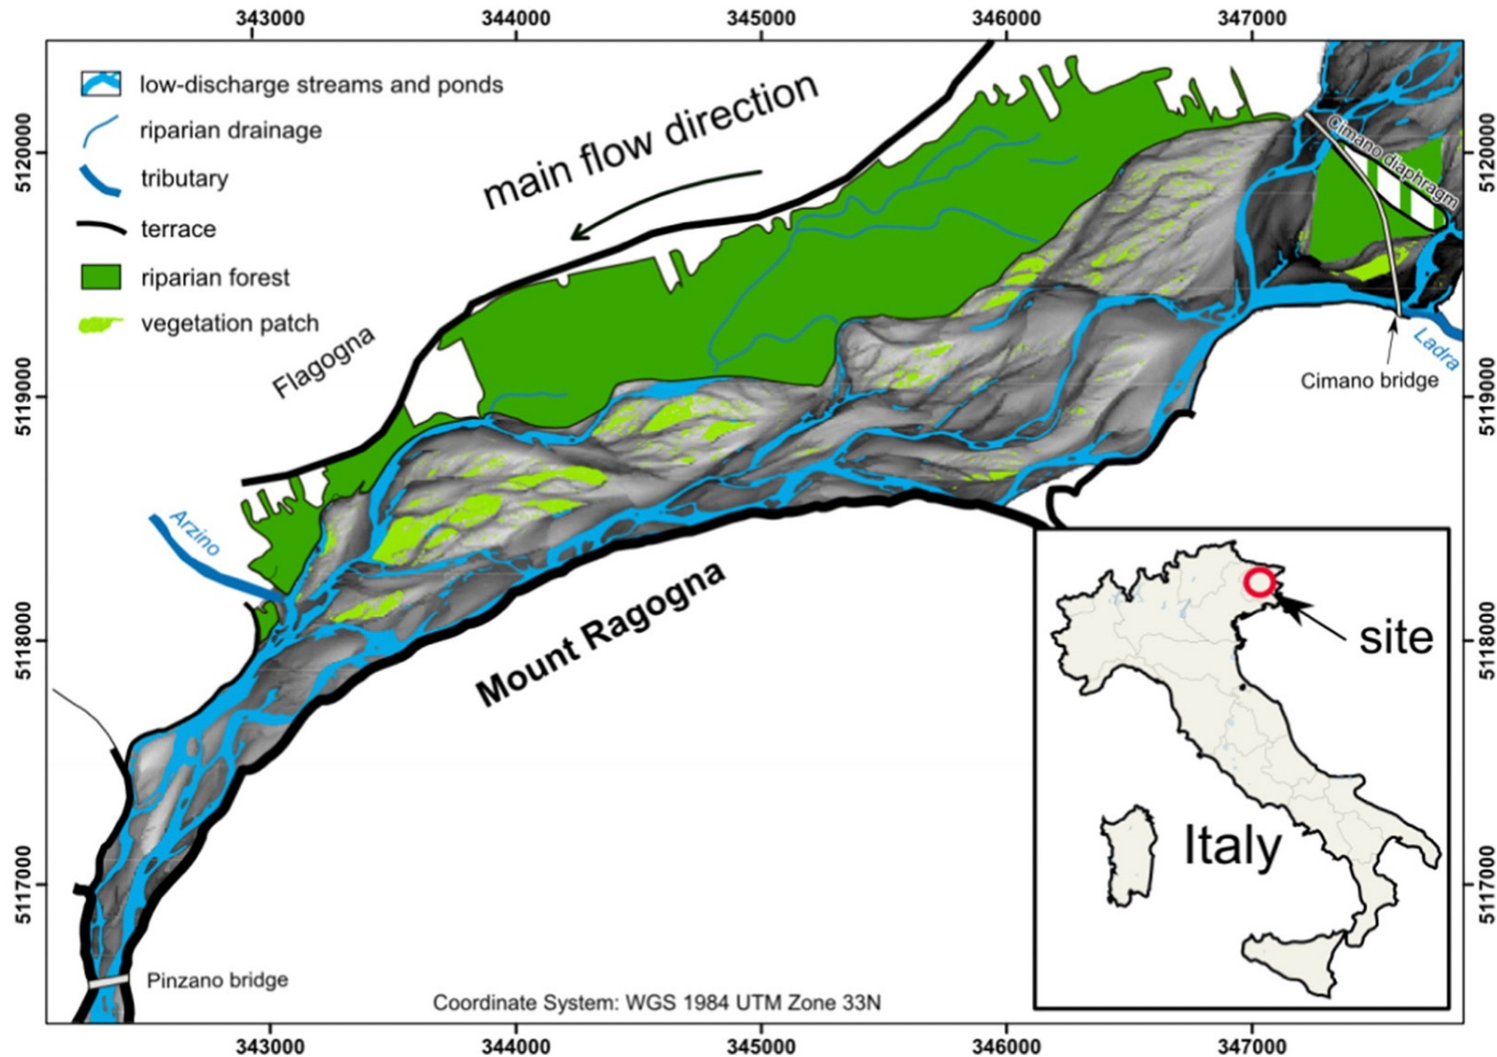 343000
344000
345000
346000
347000
low-discharge streams and ponds
riparian drainage
tributary
terrace
riparian forest
vegetation patch
main flow direction
Flagogna
Arzino
Cimano diaphragm
Ladra
Cimano bridge
Mount Ragogna
site
Italy
Pinzano bridge
Coordinate System: WGS 1984 UTM Zone 33N
5120000
5119000
5118000
5117000
5120000
5119000
5118000
5117000
343000
344000
345000
346000
347000